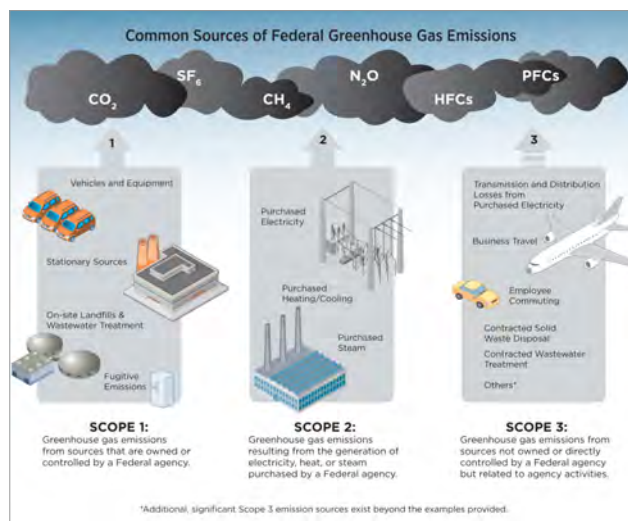 Common Sources of Federal Greenhouse Gas Emissions
CO2
SF6
CH4
N2O
HFCs
PFCs
1
Vehicles and Equipment
Stationary Sources
On-site Landfills &
Wastewater Treatment
Fugitive
Emissions
2
Purchased
Electricity
Purchased
Heating/Cooling
Purchased
Steam
3
Transmission and Distribution
Losses from
Purchased Electricity
Business Travel
Employee
Commuting
Contracted Solid
Waste Disposal
Contracted Wastewater
Treatment
Others*
SCOPE 1:
Greenhouse gas emissions
from sources that are owned or
controlled by a Federal agency.
SCOPE 2:
Greenhouse gas emissions
resulting from the generation of
electricity, heat, or steam
purchased by a Federal agency.
SCOPE 3:
Greenhouse gas emissions from
sources not owned or directly
controlled by a Federal agency
but related to agency activities.
*Additional, significant Scope 3 emission sources exist beyond the examples provided.